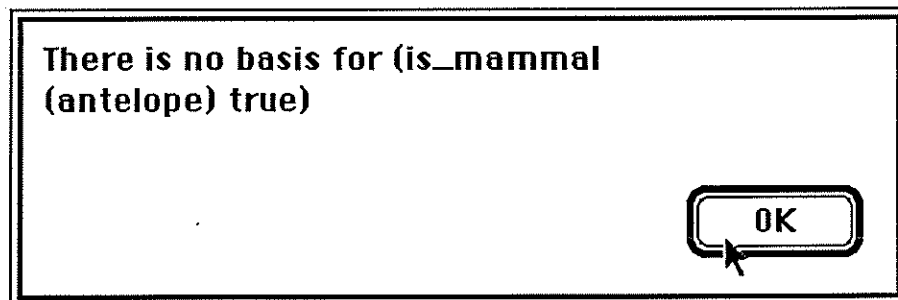 There is no basis for (is_mammal
(antelope) true)
OK